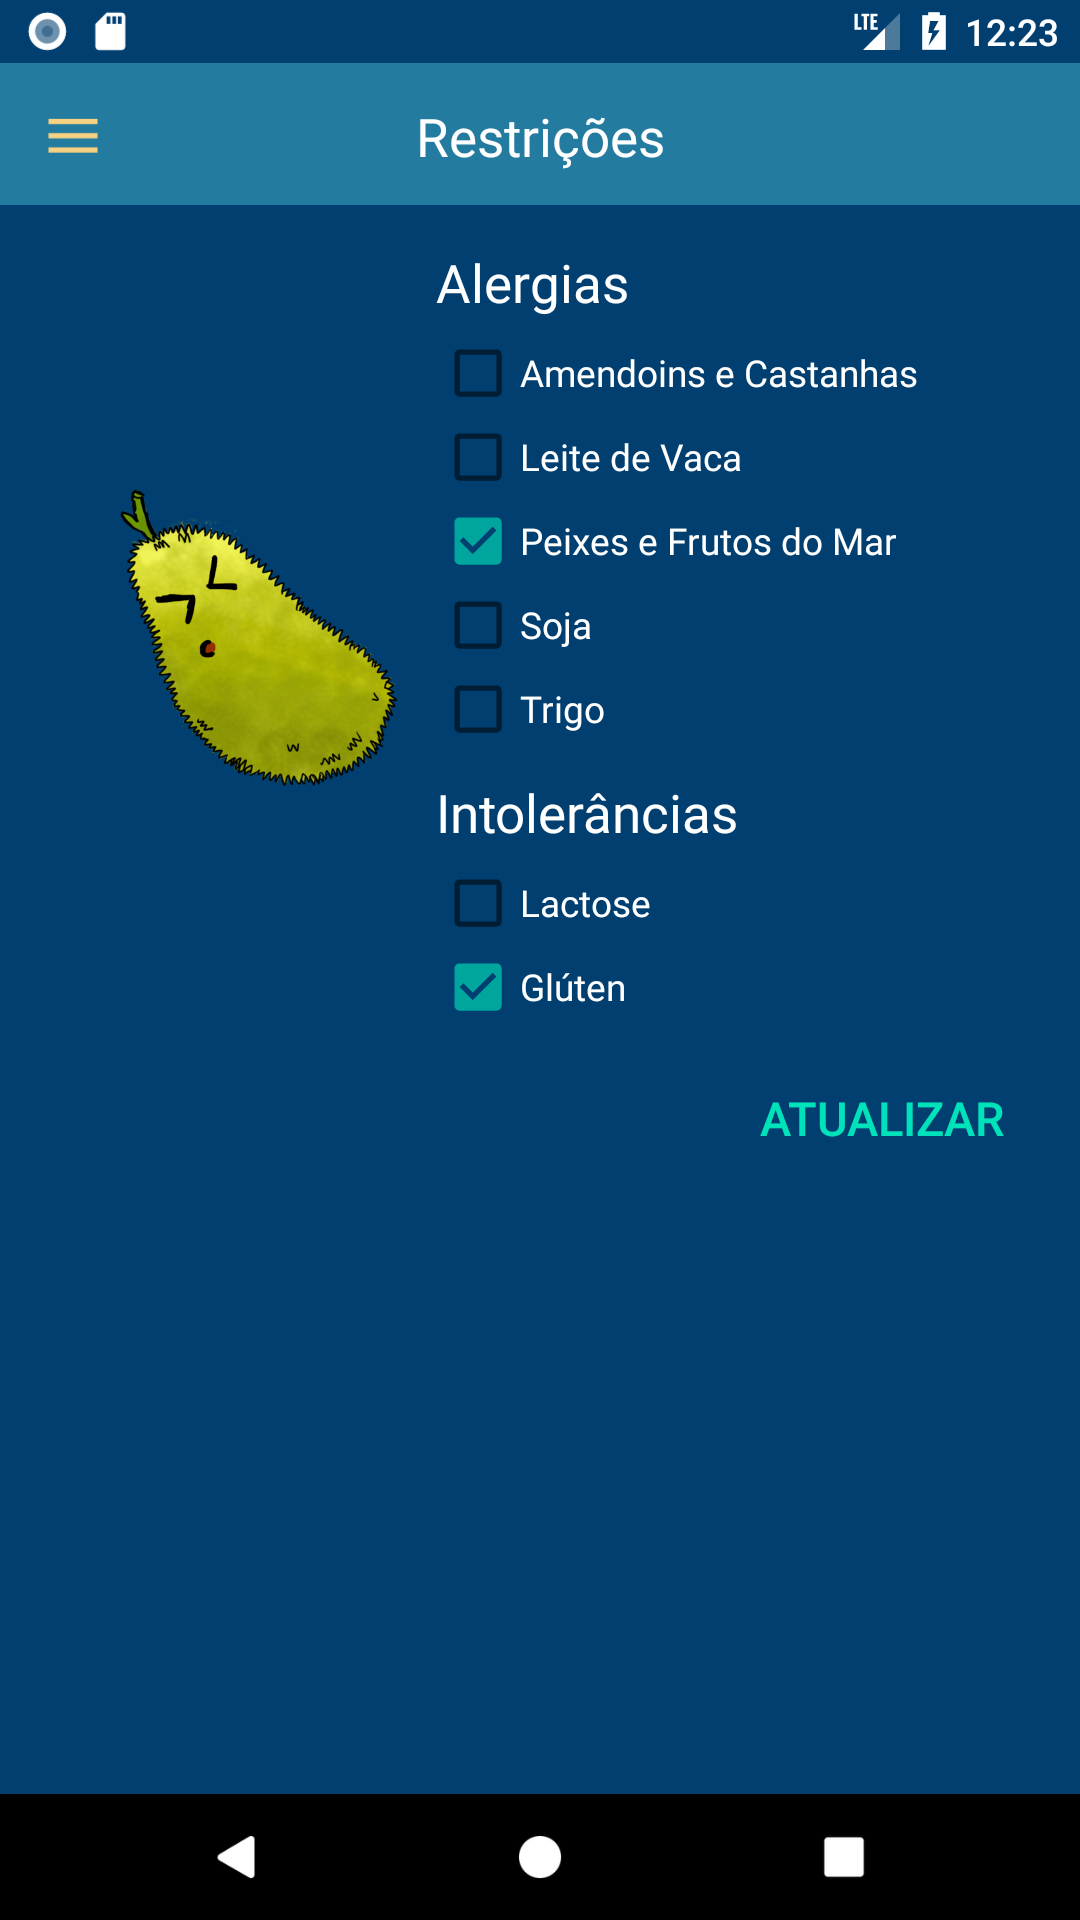 LTE 12:23
Restrições
Alergias
Amendoins e Castanhas
Leite de Vaca
Peixes e Frutos do Mar
Soja
Trigo
Intolerâncias
Lactose
Glúten
ATUALIZAR